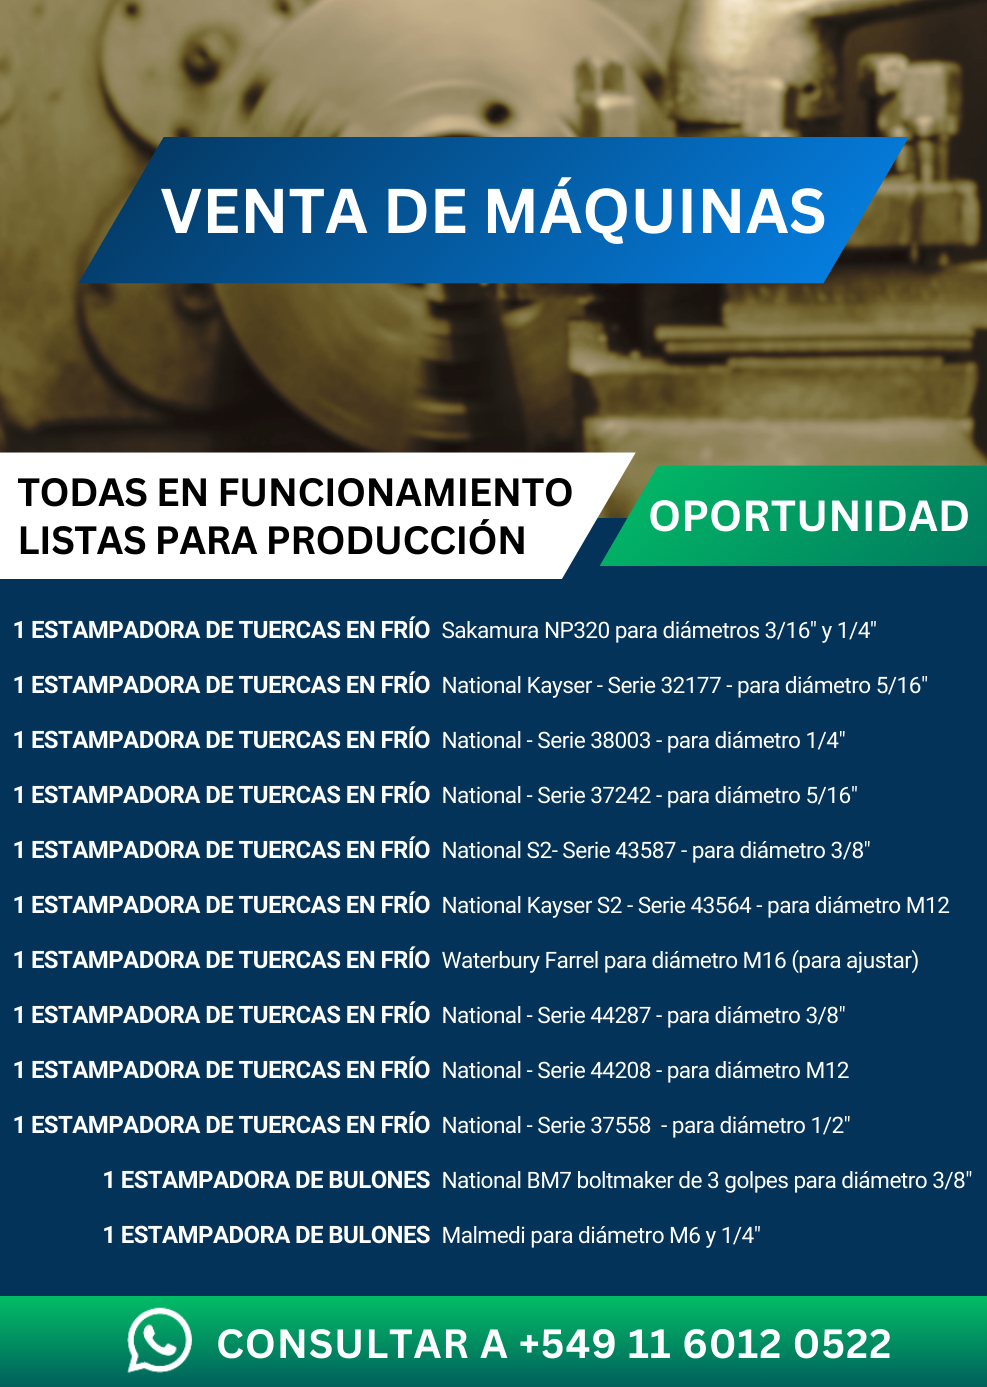 VENTA DE MÁQUINAS
TODAS EN FUNCIONAMIENTO
LISTAS PARA PRODUCCIÓN
OPORTUNIDAD
1 ESTAMPADORA DE TUERCAS EN FRÍO Sakamura NP320 para diámetros 3/16" y 1/4"
1 ESTAMPADORA DE TUERCAS EN FRÍO National Kayser - Serie 32177 - para diámetro 5/16"
1 ESTAMPADORA DE TUERCAS EN FRÍO National - Serie 38003 - para diámetro 1/4"
1 ESTAMPADORA DE TUERCAS EN FRÍO National - Serie 37242 - para diámetro 5/16"
1 ESTAMPADORA DE TUERCAS EN FRÍO National S2- Serie 43587 - para diámetro 3/8"
1 ESTAMPADORA DE TUERCAS EN FRÍO National Kayser S2 - Serie 43564 - para diámetro M12
1 ESTAMPADORA DE TUERCAS EN FRÍO Waterbury Farrel para diámetro M16 (para ajustar)
1 ESTAMPADORA DE TUERCAS EN FRÍO National - Serie 44287 - para diámetro 3/8"
1 ESTAMPADORA DE TUERCAS EN FRÍO National - Serie 44208 - para diámetro M12
1 ESTAMPADORA DE TUERCAS EN FRÍO National - Serie 37558 - para diámetro 1/2"
1 ESTAMPADORA DE BULONES National BM7 boltmaker de 3 golpes para diámetro 3/8"
1 ESTAMPADORA DE BULONES Malmedi para diámetro M6 y 1/4"
CONSULTAR A +549 11 6012 0522